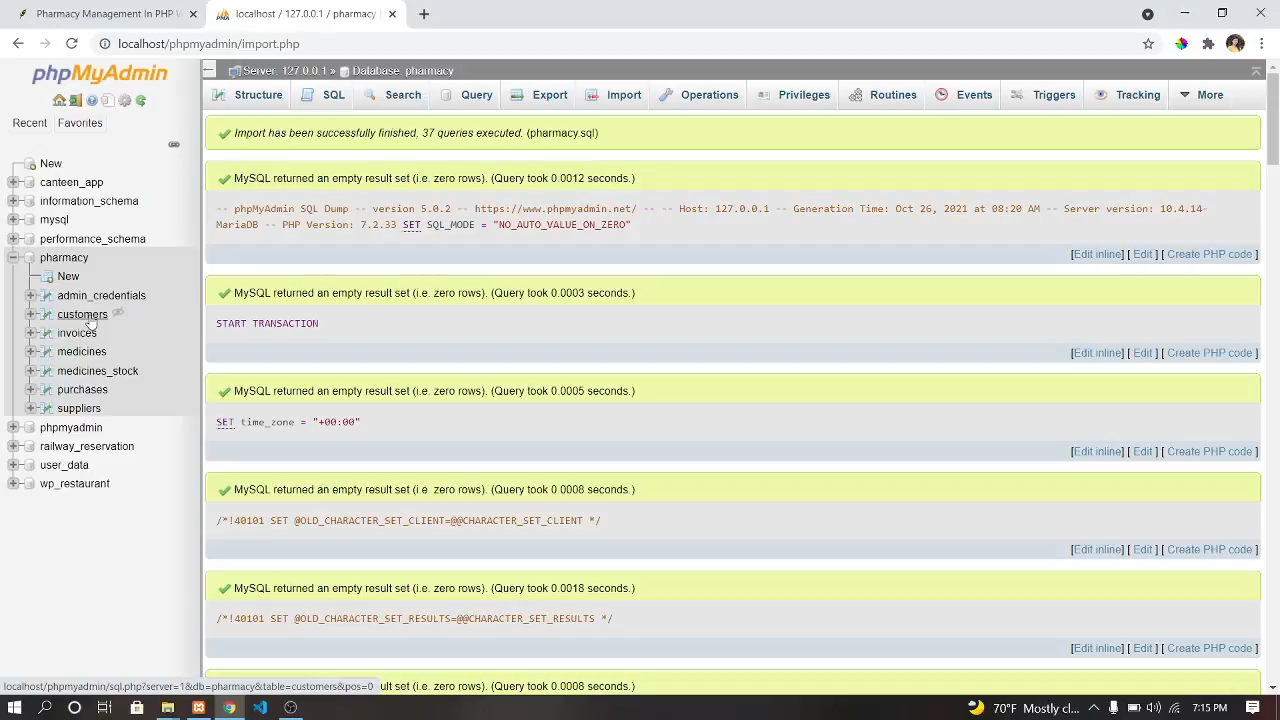 Pharmacy Management In PHP W
localhost / 127.0.0.1 / pharmacy
localhost/phpmyadmin/import.php
phpMyAdmin
Recent Favorites
New
canteen_app
information_schema
mysql
performance_schema
pharmacy
New
admin_credentials
customers
invoices
medicines
medicines_stock
purchases
suppliers
phpmyadmin
railway_reservation
user_data
wp_restaurant
Server: 127.0.0.1 » Database: pharmacy
Structure SQL Search Query Export Import Operations Privileges Routines Events Triggers Tracking More
Import has been successfully finished, 37 queries executed. (pharmacy.sql)
MySQL returned an empty result set (i.e. zero rows). (Query took 0.0012 seconds.)
-- phpMyAdmin SQL Dump -- version 5.0.2 -- https://www.phpmyadmin.net/ -- -- Host: 127.0.0.1 -- Generation Time: Oct 26, 2021 at 08:20 AM -- Server version: 10.4.14-
MariaDB -- PHP Version: 7.2.33 SET SQL_MODE = "NO_AUTO_VALUE_ON_ZERO"
[Edit inline] [ Edit ] [ Create PHP code ]
MySQL returned an empty result set (i.e. zero rows). (Query took 0.0003 seconds.)
START TRANSACTION
[Edit inline] [ Edit ] [ Create PHP code ]
MySQL returned an empty result set (i.e. zero rows). (Query took 0.0005 seconds.)
SET time_zone = "+00:00"
[Edit inline] [ Edit ] [ Create PHP code ]
MySQL returned an empty result set (i.e. zero rows). (Query took 0.0008 seconds.)
/*!40101 SET @OLD_CHARACTER_SET_CLIENT=@@CHARACTER_SET_CLIENT */
[Edit inline] [ Edit ] [ Create PHP code ]
MySQL returned an empty result set (i.e. zero rows). (Query took 0.0018 seconds.)
/*!40101 SET @OLD_CHARACTER_SET_RESULTS=@@CHARACTER_SET_RESULTS */
[Edit inline] [ Edit ] [ Create PHP code ]
localhost/phpmyadmin/sql.php?server=1&db=pharmacy&table=customers&pos=0
ult set (i.e. zero rows). (Query took 0.0008 seconds.)
70°F Mostly cl... 7:15 PM